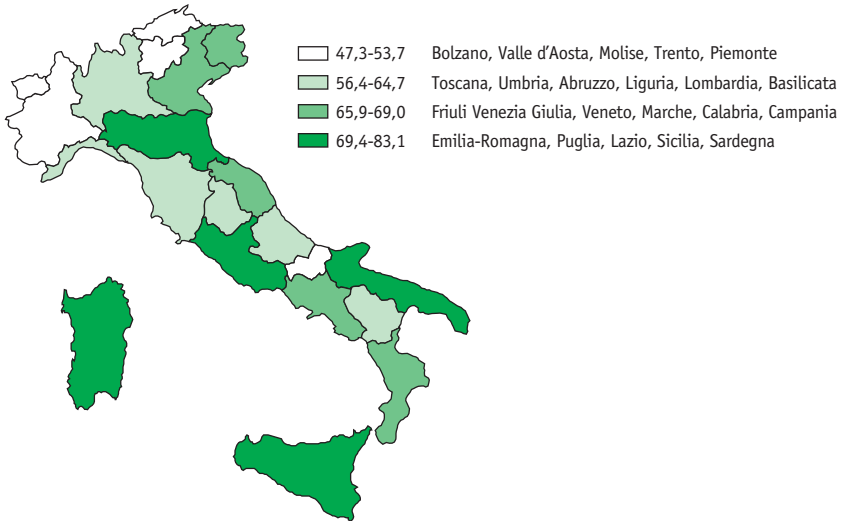 47,3-53,7 Bolzano, Valle d'Aosta, Molise, Trento, Piemonte
56,4-64,7 Toscana, Umbria, Abruzzo, Liguria, Lombardia, Basilicata
65,9-69,0 Friuli Venezia Giulia, Veneto, Marche, Calabria, Campania
69,4-83,1 Emilia-Romagna, Puglia, Lazio, Sicilia, Sardegna